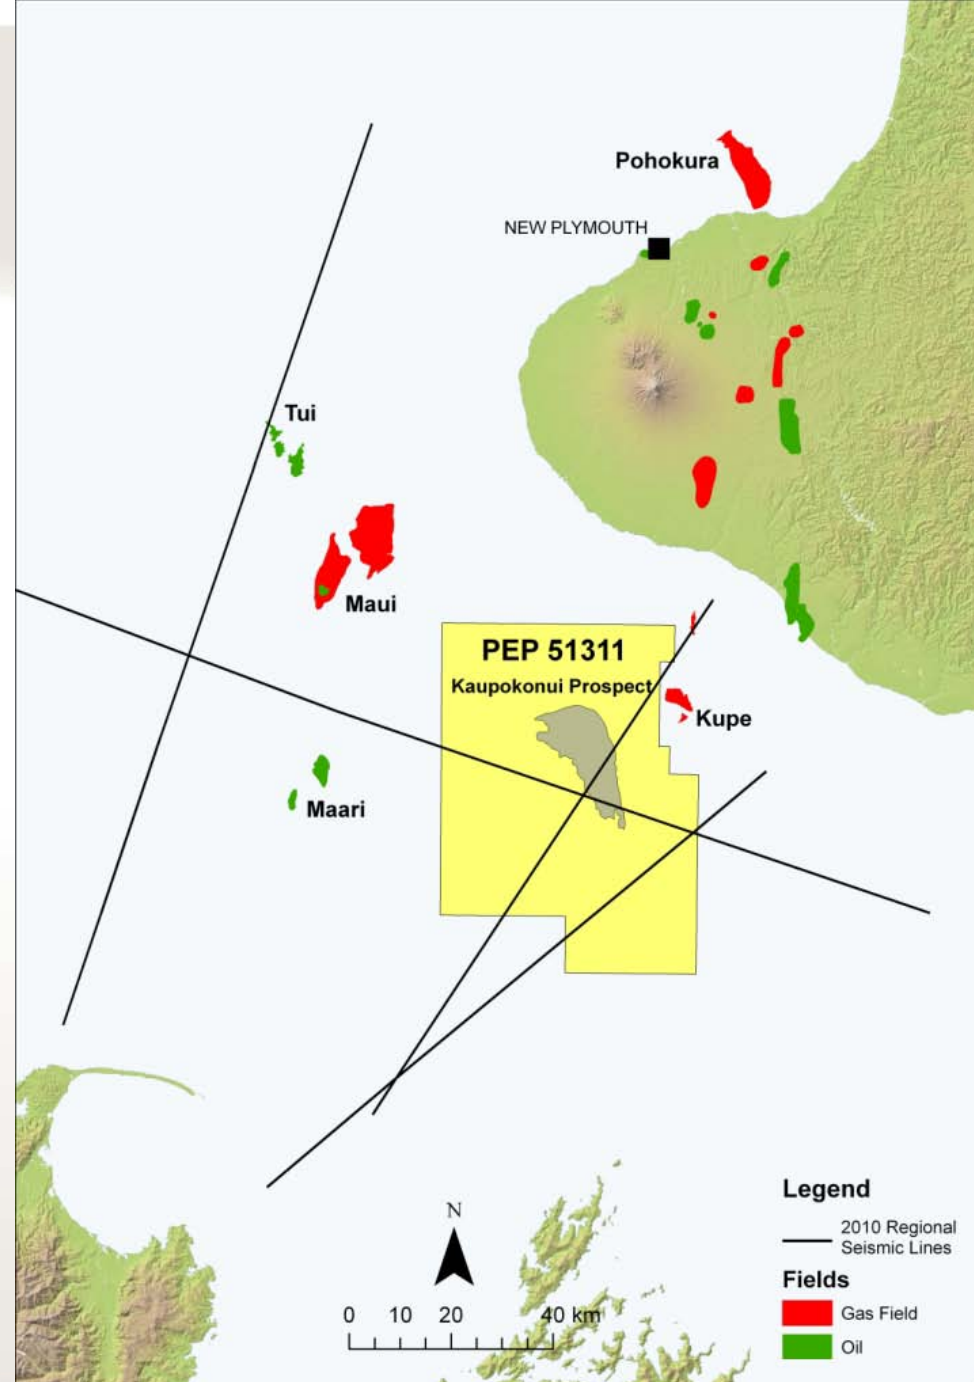 Pohokura
NEW PLYMOUTH
Tui
Maui
PEP 51311
Kaupokonui Prospect
Kupe
Maari
Legend
2010 Regional
Seismic Lines
Fields
Gas Field
Oil
N
0 10 20 40 km